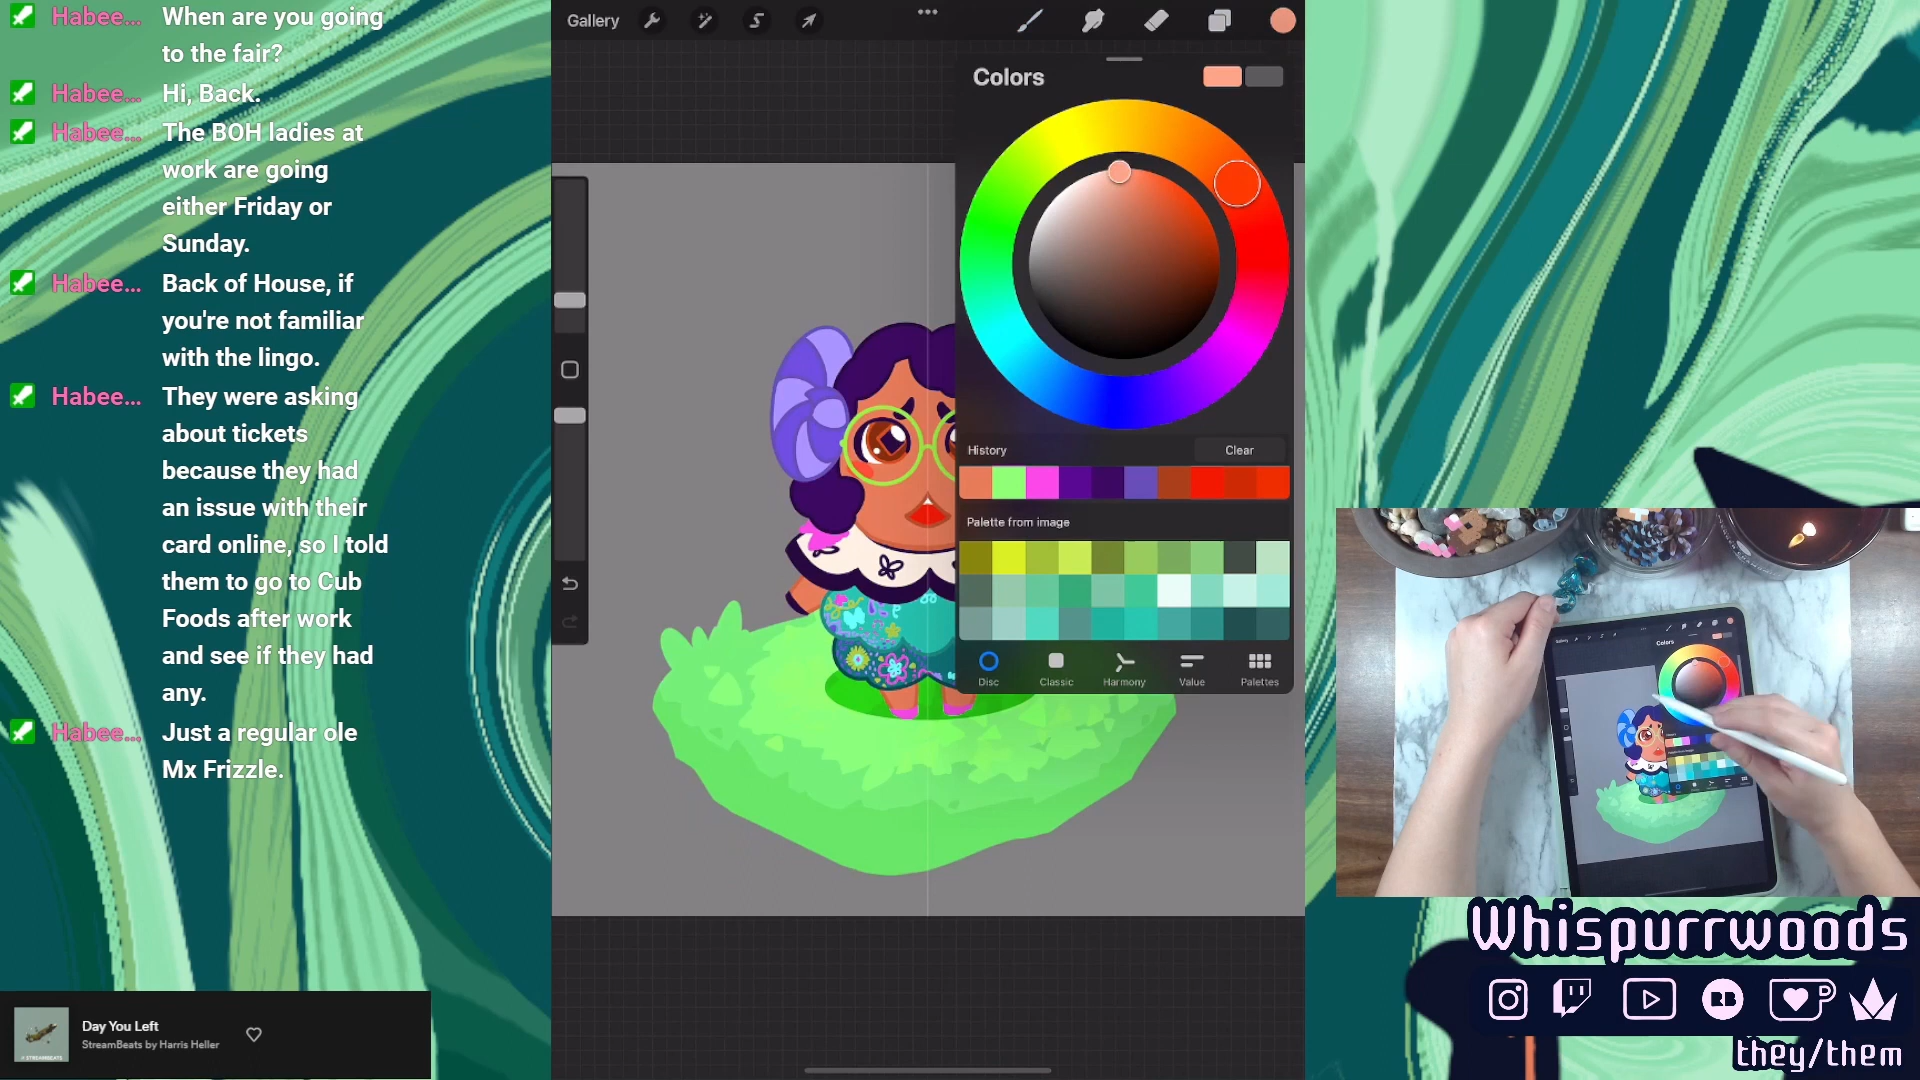 Habee... When are you going
to the fair?
Habee... Hi, Back.
Habee... The BOH ladies at
work are going
either Friday or
Sunday.
Habee... Back of House, if
you're not familiar
with the lingo.
Habee... They were asking
about tickets
because they had
an issue with their
card online, so I told
them to go to Cub
Foods after work
and see if they had
any.
Habee... Just a regular ole
Mx Frizzle.
Day You Left
StreamBeats by Harris Heller
Gallery
Colors
History
Clear
Palette from image
Disc
Classic
Harmony
Value
Palettes
Whispurrwoods
they/them